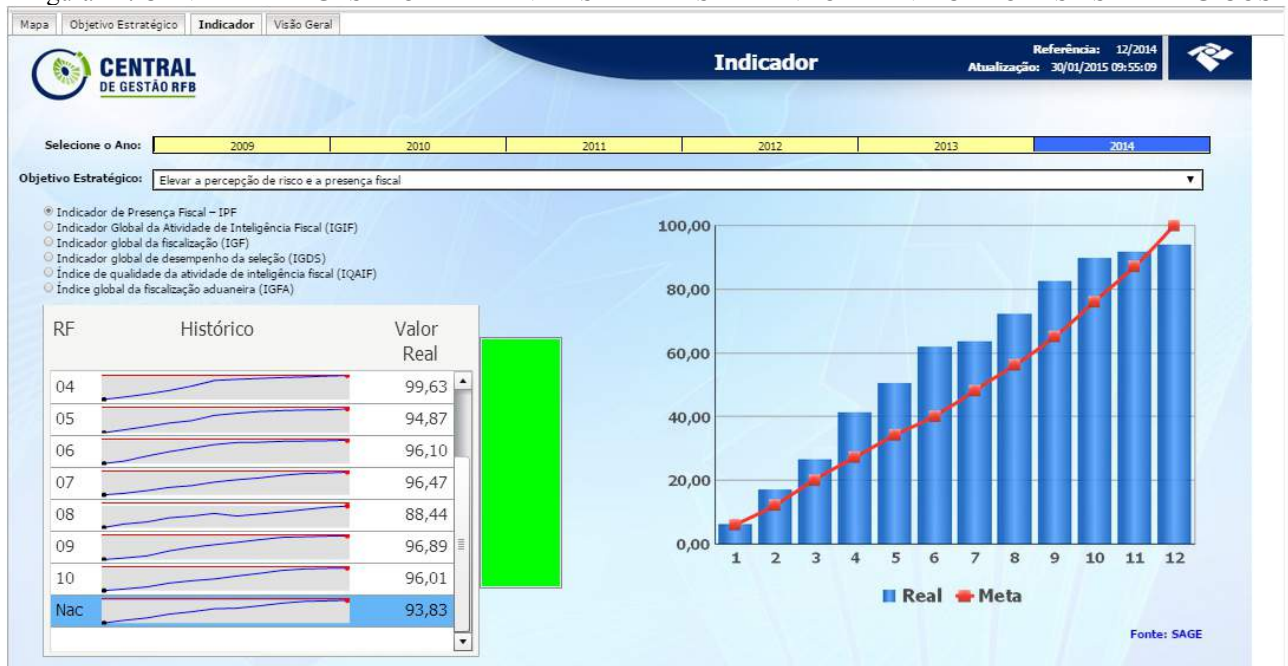 Mapa Objetivo Estratégico Indicador Visão Geral
CENTRAL
DE GESTÃO RFB
Indicador
Referência: 12/2014
Atualização: 30/01/2015 09:55:09
Selecione o Ano: 2009 2010 2011 2012 2013 2014
Objetivo Estratégico: Elevar a percepção de risco e a presença fiscal
Indicador de Presença Fiscal – IPF
Indicador Global da Atividade de Inteligência Fiscal (IGIF)
Indicador global da fiscalização (IGF)
Indicador global de desempenho da seleção (IGDS)
Índice de qualidade da atividade de inteligência fiscal (IQAIF)
Índice global da fiscalização aduaneira (IGFA)
RF Histórico Valor Real
04 99,63
05 94,87
06 96,10
07 96,47
08 88,44
09 96,89
10 96,01
Nac 93,83
100,00
80,00
60,00
40,00
20,00
0,00
1 2 3 4 5 6 7 8 9 10 11 12
Real Meta
Fonte: SAGE